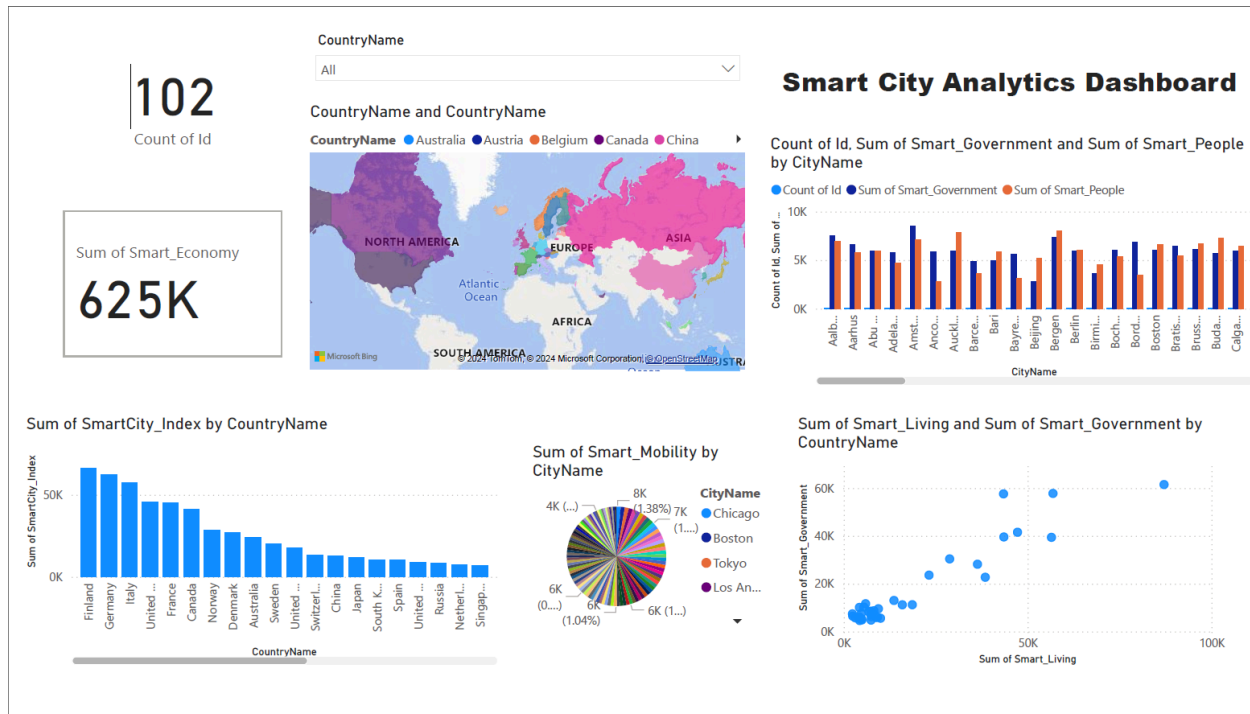 CountryName
All
102
Count of Id
Sum of Smart_Economy
625K
CountryName and CountryName
CountryName Australia Austria Belgium Canada China
NORTH AMERICA
EUROPE
ASIA
Atlantic
Ocean
AFRICA
SOUTH AMERICA
Microsoft Bing
© 2024 TomTom, © 2024 Microsoft Corporation, © OpenStreetMap
Ocean
Smart City Analytics Dashboard
Count of Id, Sum of Smart_Government and Sum of Smart_People
by CityName
Count of Id Sum of Smart_Government Sum of Smart_People
Count of Id, Sum of ...
10K
5K
0K
Aalb...
Aarhus
Abu ...
Adela...
Amst...
Anco...
Auckl...
Barce...
Bari
Bayre...
Beijing
Bergen
Berlin
Birmi...
Boch...
Bord...
Boston
Bratis...
Bruss...
Buda...
Calga...
CityName
Sum of SmartCity_Index by CountryName
Sum of SmartCity_Index
50K
0K
Finland
Germany
Italy
United ...
France
Canada
Norway
Denmark
Australia
Sweden
United ...
Switzerl...
China
Japan
South K...
Spain
United ...
Russia
Netherl...
Singap...
CountryName
Sum of Smart_Mobility by
CityName
8K
(1.38%)
7K
(1....)
6K (1...)
6K
(1.04%)
6K
(0....)
4K (...)
CityName
Chicago
Boston
Tokyo
Los An...
Sum of Smart_Living and Sum of Smart_Government by
CountryName
Sum of Smart_Government
60K
40K
20K
0K
0K
50K
100K
Sum of Smart_Living